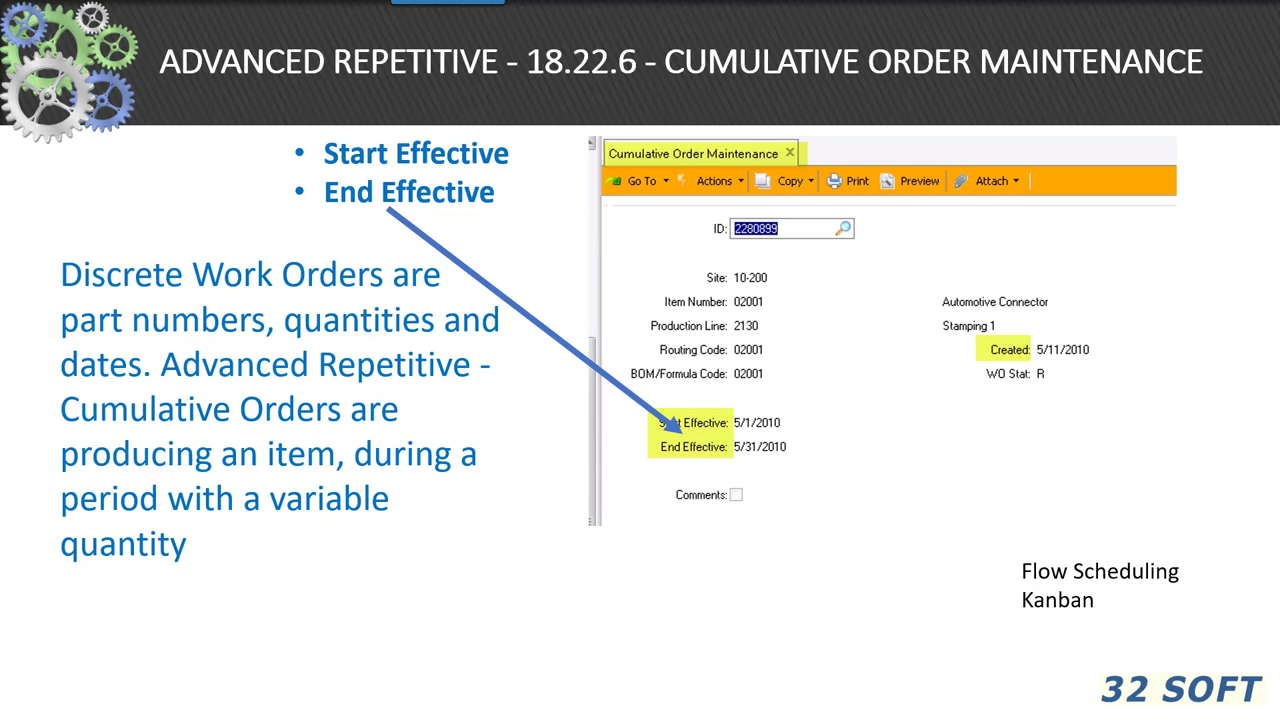 ADVANCED REPETITIVE - 18.22.6 - CUMULATIVE ORDER MAINTENANCE
• Start Effective
• End Effective
Discrete Work Orders are
part numbers, quantities and
dates. Advanced Repetitive -
Cumulative Orders are
producing an item, during a
period with a variable
quantity
Cumulative Order Maintenance
Go To Actions Copy Print Preview Attach
ID: 2280899
Site: 10-200
Item Number: 02001 Automotive Connector
Production Line: 2130 Stamping 1
Routing Code: 02001 Created: 5/11/2010
BOM/Formula Code: 02001 WO Stat: R
Start Effective: 5/1/2010
End Effective: 5/31/2010
Comments:
Flow Scheduling
Kanban
32 SOFT